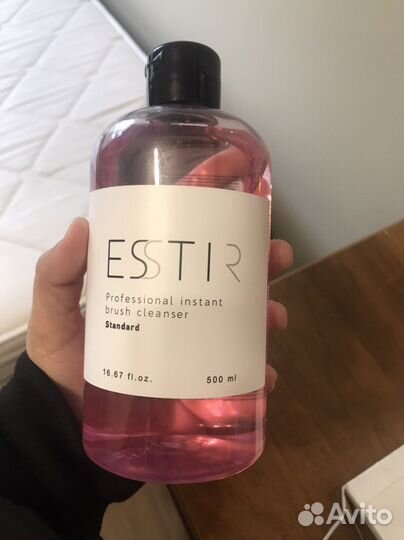 ESSTIR
Professional instant
brush cleanser
Standard
16.67 fl.oz. 500 ml
Avito